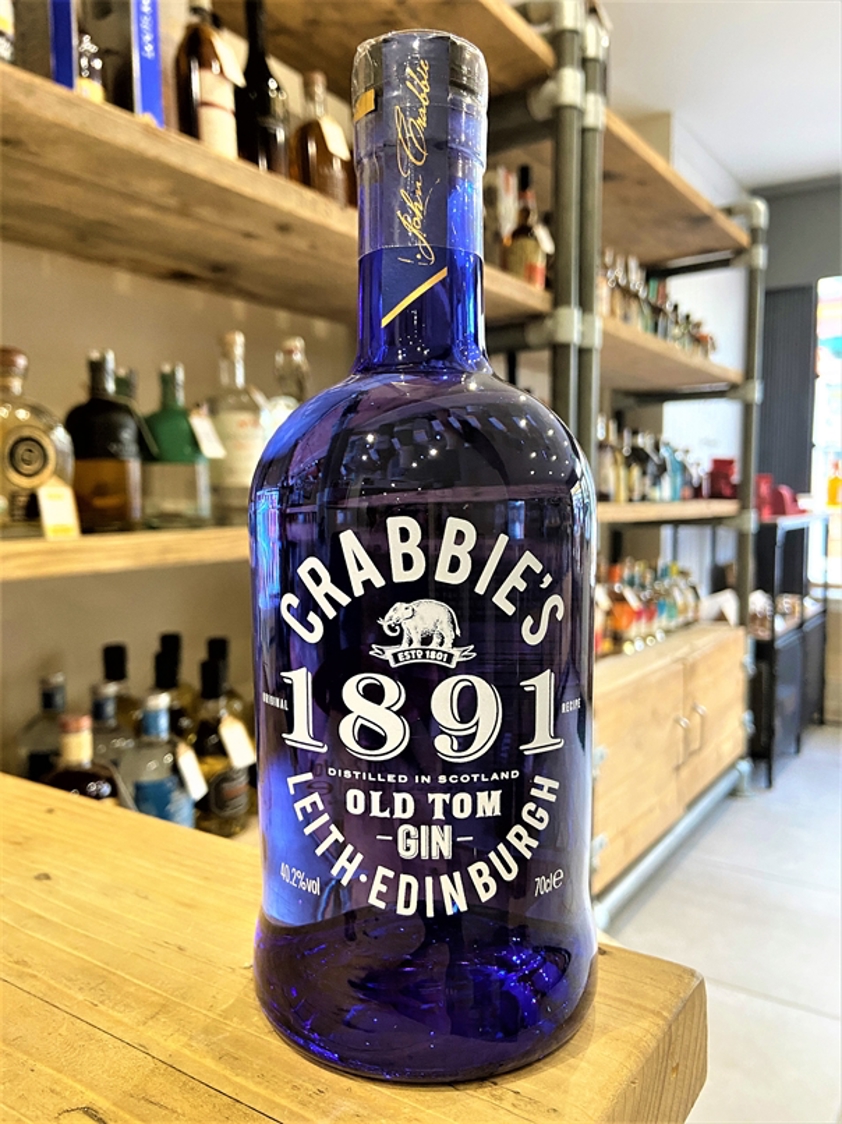 John Crabbie
CRABBIE'S
ESTD 1801
ORIGINAL
1891
RECIPE
DISTILLED IN SCOTLAND
OLD TOM
-GIN-
LEITH·EDINBURGH
40.2%vol
70cl e